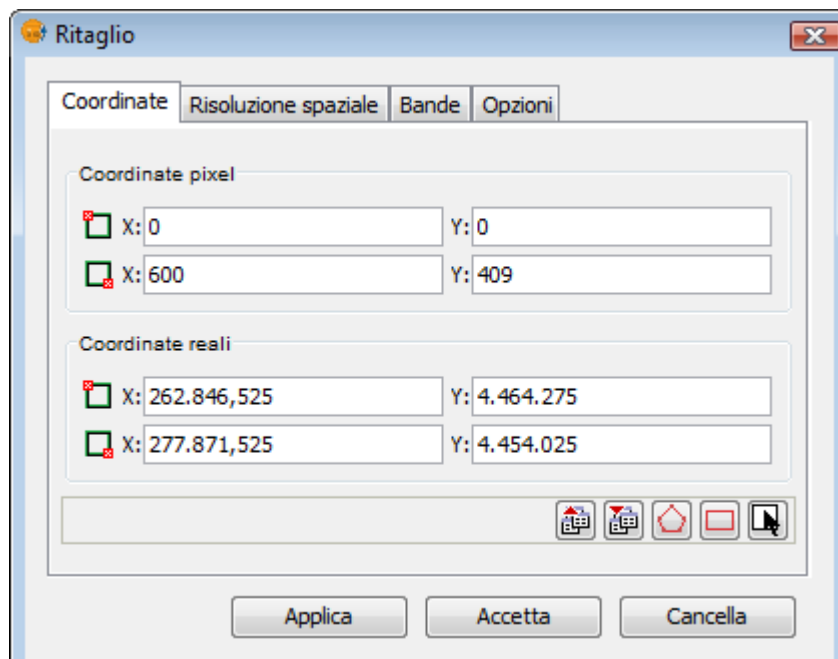 Ritaglio
Coordinate Risoluzione spaziale Bande Opzioni
Coordinate pixel
X: 0 Y: 0
X: 600 Y: 409
Coordinate reali
X: 262.846,525 Y: 4.464.275
X: 277.871,525 Y: 4.454.025
Applica Accetta Cancella